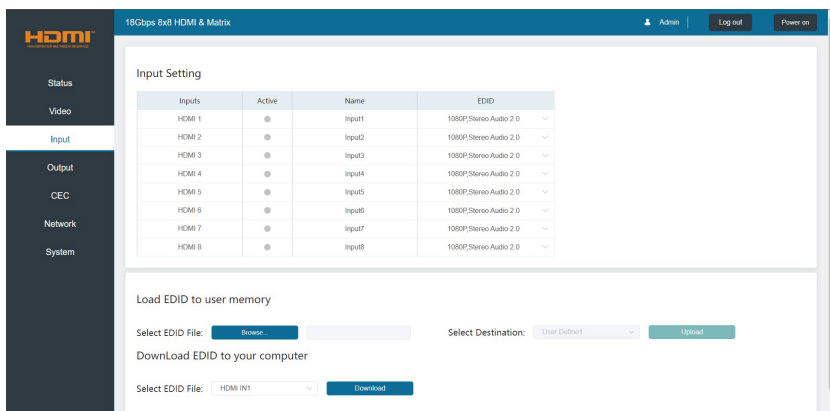 HDMI
18Gbps 8x8 HDMI & Matrix
Admin
Log out
Power on
Status
Video
Input
Output
CEC
Network
System
Input Setting
Inputs Active Name EDID
HDMI 1 Input1 1080P,Stereo Audio 2.0
HDMI 2 Input2 1080P,Stereo Audio 2.0
HDMI 3 Input3 1080P,Stereo Audio 2.0
HDMI 4 Input4 1080P,Stereo Audio 2.0
HDMI 5 Input5 1080P,Stereo Audio 2.0
HDMI 6 Input6 1080P,Stereo Audio 2.0
HDMI 7 Input7 1080P,Stereo Audio 2.0
HDMI 8 Input8 1080P,Stereo Audio 2.0
Load EDID to user memory
Select EDID File: Browse... Select Destination: User Define1 Upload
DownLoad EDID to your computer
Select EDID File: HDMI IN1 Download